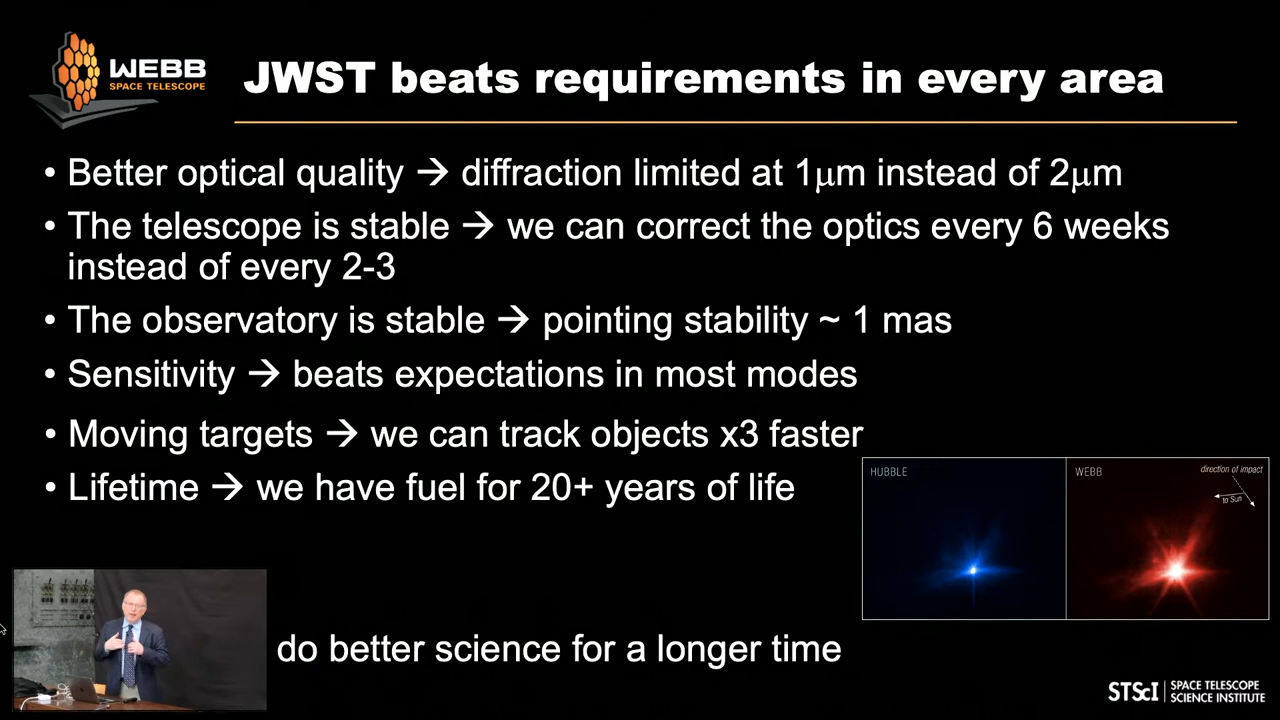 WEBB
SPACE TELESCOPE
JWST beats requirements in every area
• Better optical quality → diffraction limited at 1μm instead of 2μm
• The telescope is stable → we can correct the optics every 6 weeks
instead of every 2-3
• The observatory is stable → pointing stability ~ 1 mas
• Sensitivity → beats expectations in most modes
• Moving targets → we can track objects x3 faster
• Lifetime → we have fuel for 20+ years of life
HUBBLE
WEBB
direction of impact
to Sun
do better science for a longer time
STScI | SPACE TELESCOPE
SCIENCE INSTITUTE